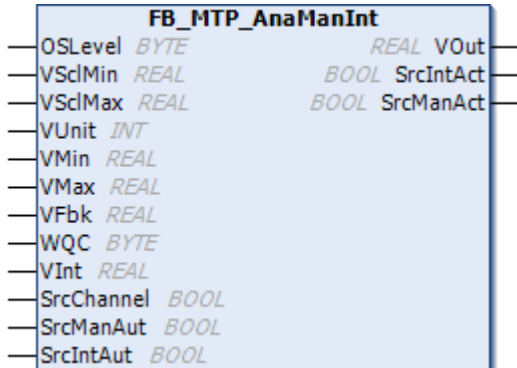 FB_MTP_AnaManInt
OSLevel BYTE REAL VOut
VSclMin REAL BOOL SrcIntAct
VSclMax REAL BOOL SrcManAct
VUnit INT
VMin REAL
VMax REAL
VFbk REAL
WQC BYTE
VInt REAL
SrcChannel BOOL
SrcManAut BOOL
SrcIntAut BOOL